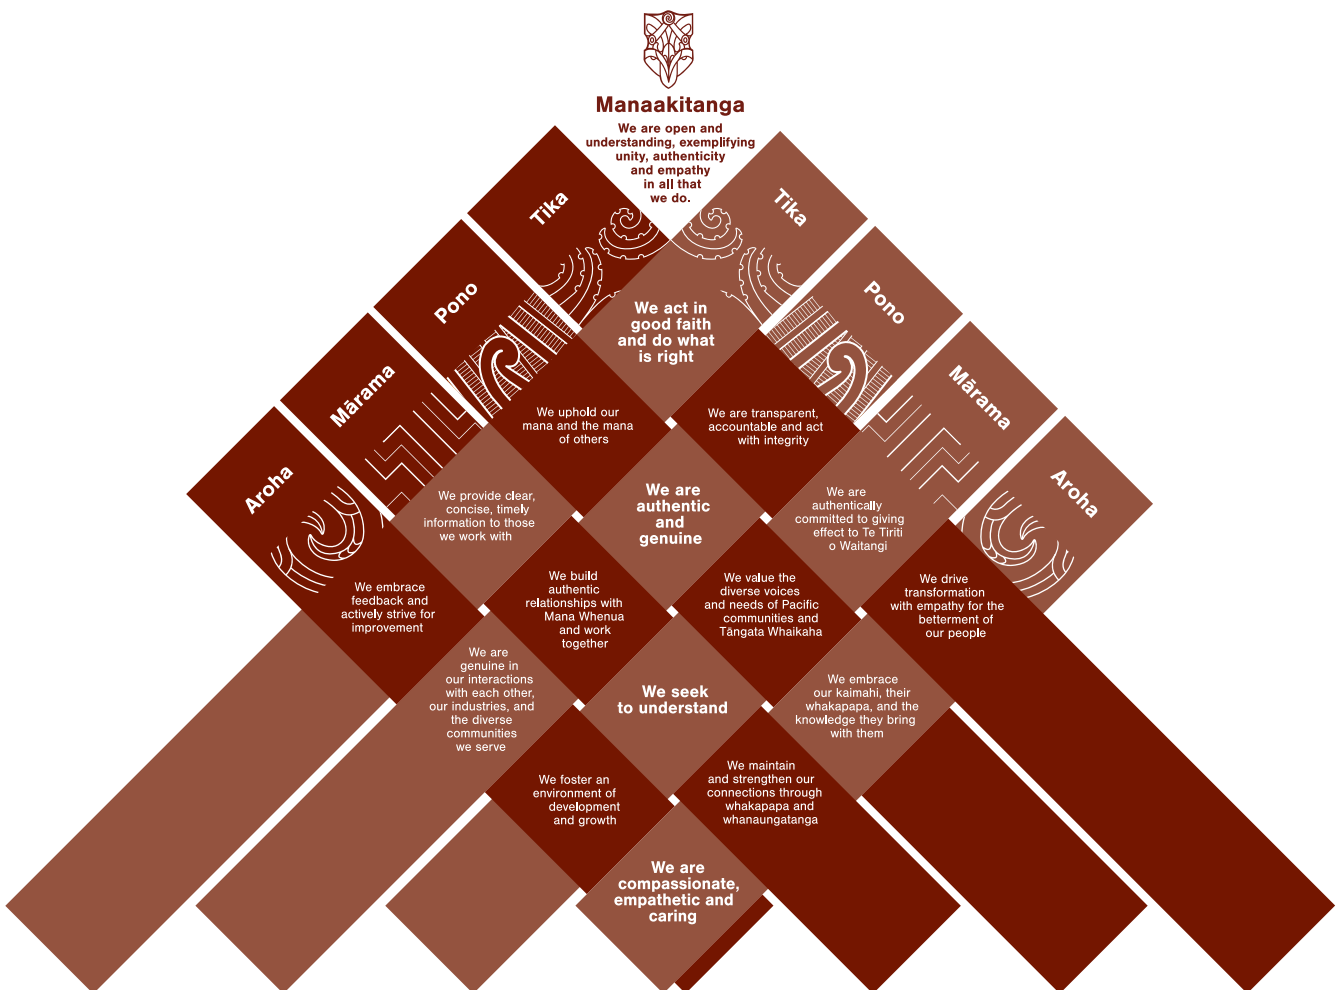 Manaakitanga
We are open and
understanding, exemplifying
unity, authenticity
and empathy
in all that
we do.
Tika
Tika
Pono
Pono
Mārama
Mārama
Aroha
Aroha
We act in
good faith
and do what
is right
We uphold our
mana and the mana
of others
We are transparent,
accountable and act
with integrity
We provide clear,
concise, timely
information to those
we work with
We are
authentic
and
genuine
We are
authentically
committed to giving
effect to Te Tiriti
o Waitangi
We embrace
feedback and
actively strive for
improvement
We build
authentic
relationships with
Mana Whenua
and work
together
We value the
diverse voices
and needs of Pacific
communities and
Tāngata Whaikaha
We drive
transformation
with empathy for the
betterment of
our people
We are
genuine in
our interactions
with each other,
our industries, and
the diverse
communities
we serve
We seek
to understand
We embrace
our kaimahi, their
whakapapa, and the
knowledge they bring
with them
We foster an
environment of
development
and growth
We maintain
and strengthen our
connections through
whakapapa and
whanaungatanga
We are
compassionate,
empathetic and
caring